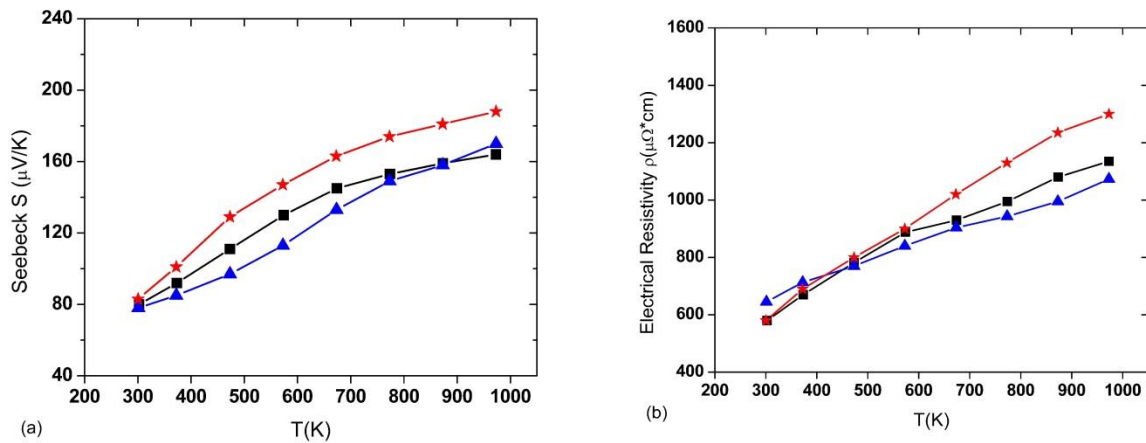 240
200
160
120
80
40
Seebeck S (μV/K)
200 300 400 500 600 700 800 900 1000
T(K)
(a)
1600
1400
1200
1000
800
600
400
Electrical Resistivity ρ(μΩ*cm)
200 300 400 500 600 700 800 900 1000
T(K)
(b)